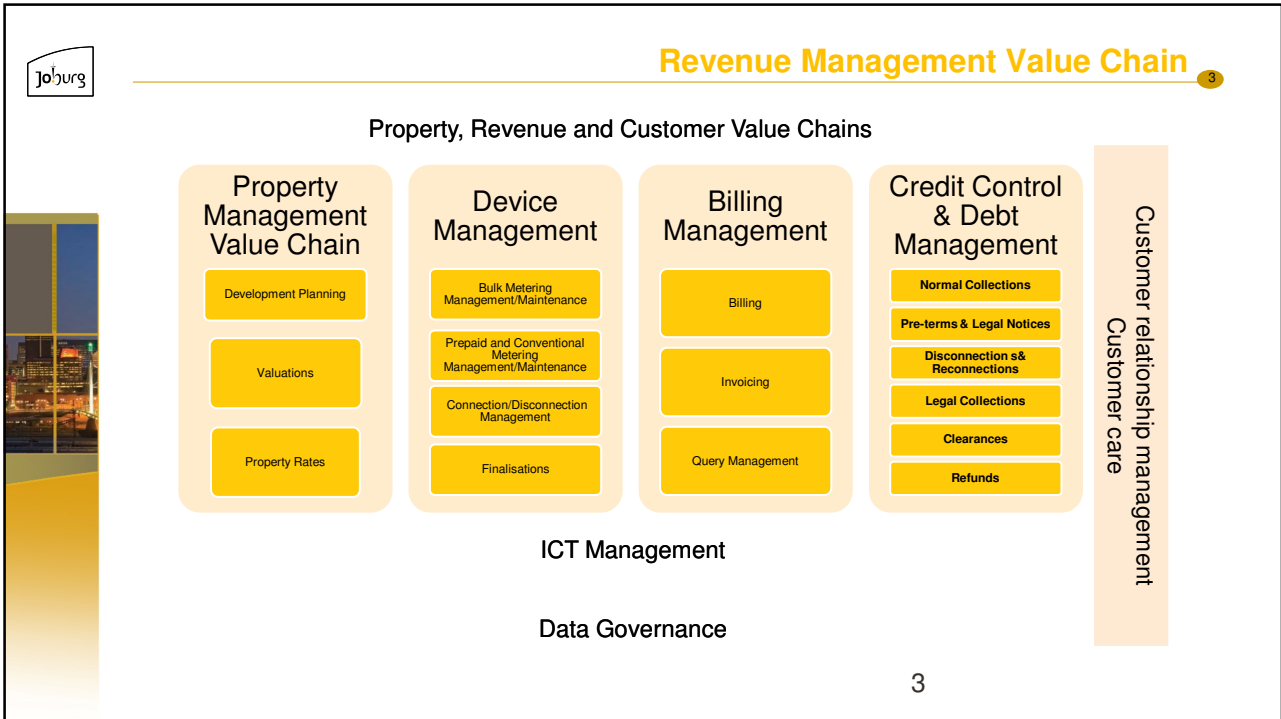 Joburg
Revenue Management Value Chain
3
Property, Revenue and Customer Value Chains
Property
Management
Value Chain
Development Planning
Valuations
Property Rates
Device
Management
Bulk Metering
Management/Maintenance
Prepaid and Conventional
Metering
Management/Maintenance
Connection/Disconnection
Management
Finalisations
Billing
Management
Billing
Invoicing
Query Management
Credit Control
& Debt
Management
Normal Collections
Pre-terms & Legal Notices
Disconnection s&
Reconnections
Legal Collections
Clearances
Refunds
Customer relationship management
Customer care
ICT Management
Data Governance
3